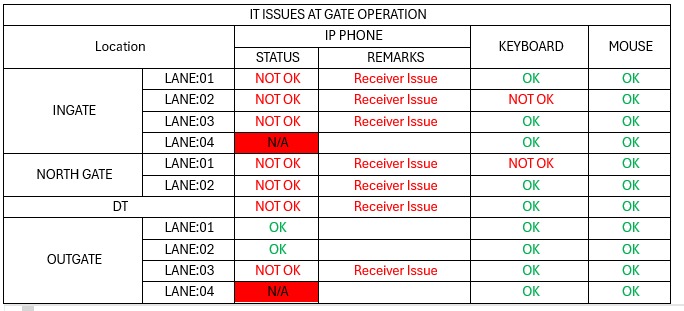 IT ISSUES AT GATE OPERATION
Location IP PHONE KEYBOARD MOUSE
STATUS REMARKS
INGATE LANE:01 NOT OK Receiver Issue OK OK
LANE:02 NOT OK Receiver Issue NOT OK OK
LANE:03 NOT OK Receiver Issue OK OK
LANE:04 N/A OK OK
NORTH GATE LANE:01 NOT OK Receiver Issue NOT OK OK
LANE:02 NOT OK Receiver Issue OK OK
DT NOT OK Receiver Issue OK OK
OUTGATE LANE:01 OK OK OK
LANE:02 OK OK OK
LANE:03 NOT OK Receiver Issue OK OK
LANE:04 N/A OK OK